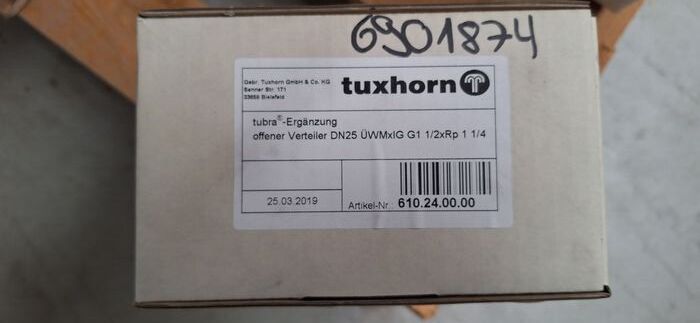 6901874
Gebr. Tuxhorn GmbH & Co. KG
Senner Str. 171
33659 Bielefeld
tuxhorn
tubra®-Ergänzung
offener Verteiler DN25 ÜWMxIG G1 1/2xRp 1 1/4
25.03.2019
Artikel-Nr.: 610.24.00.00